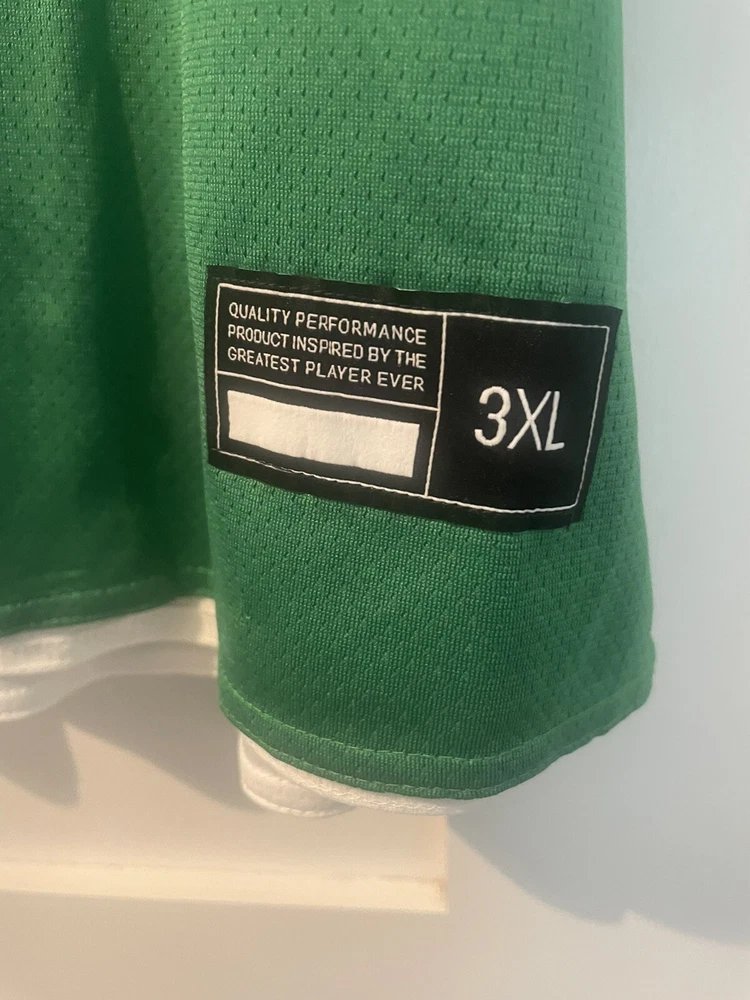 QUALITY PERFORMANCE
PRODUCT INSPIRED BY THE
GREATEST PLAYER EVER
3XL